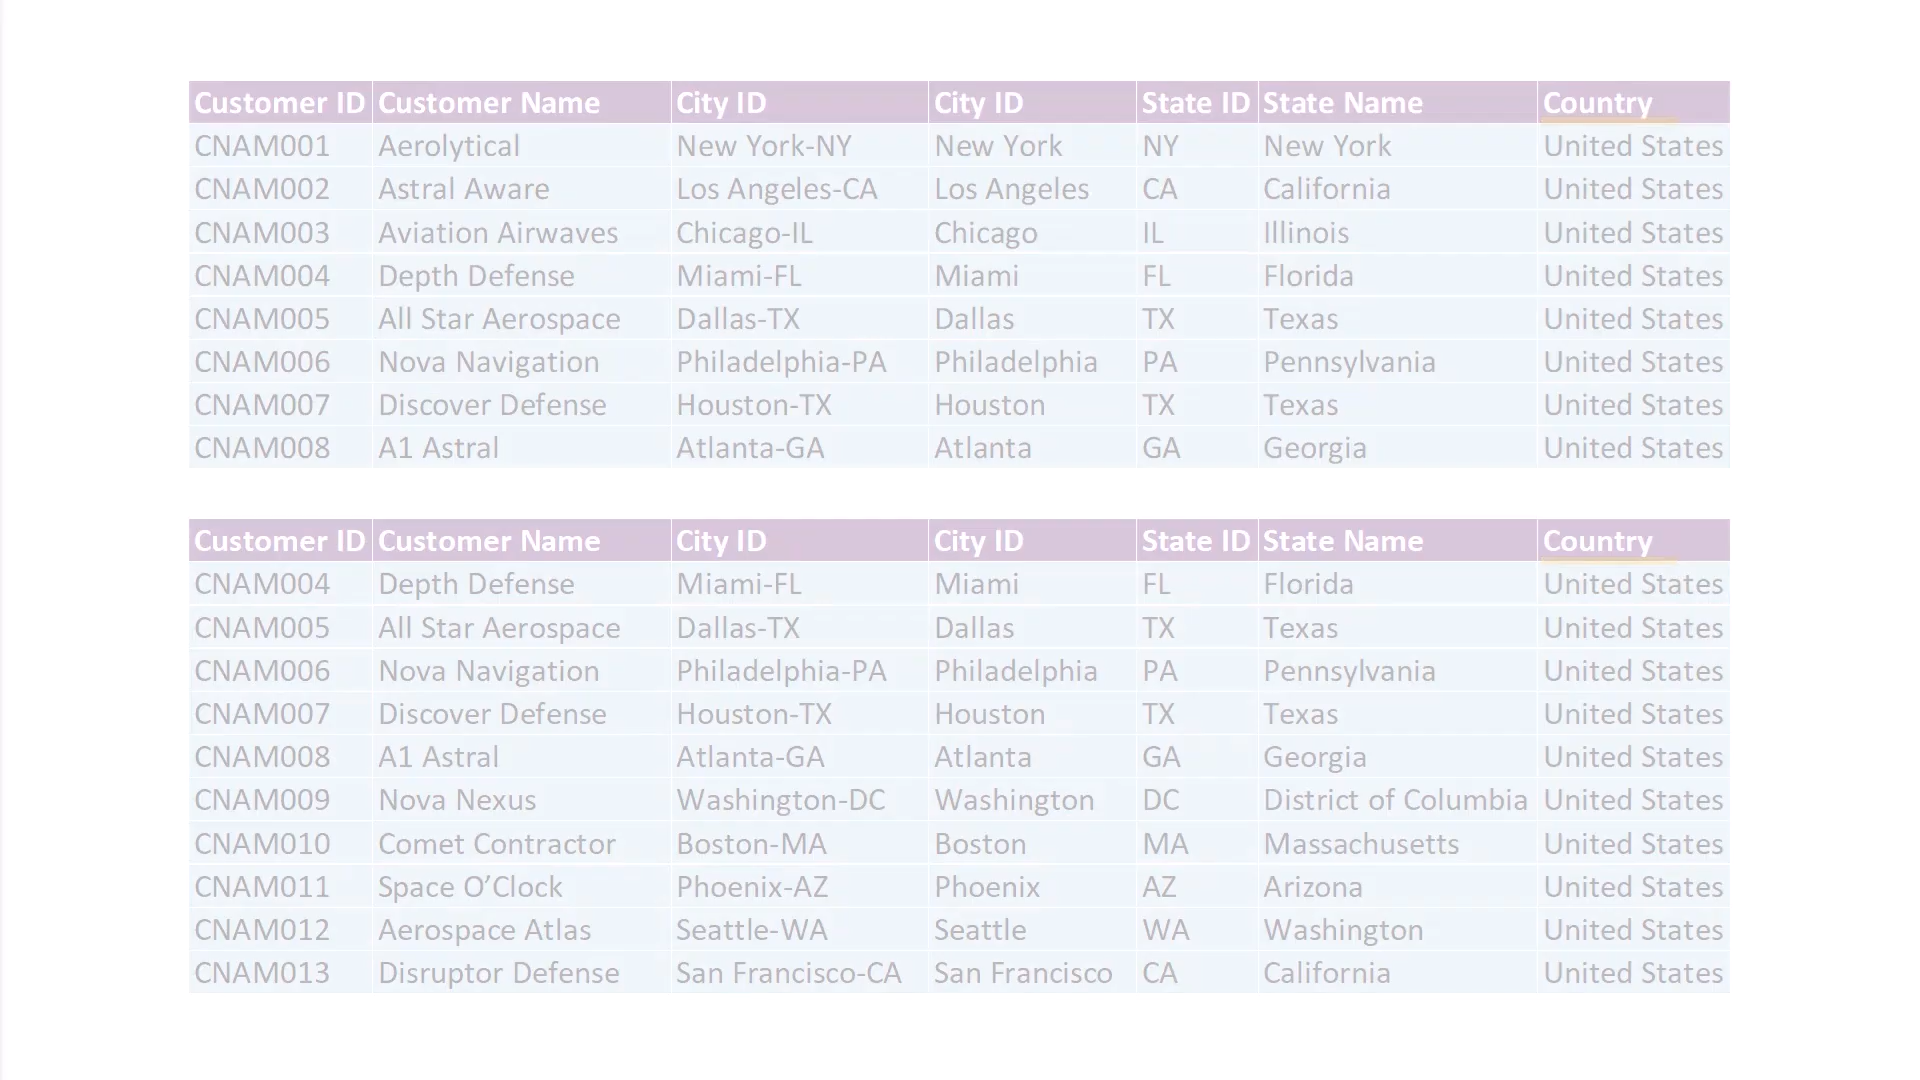 Customer ID Customer Name City ID City ID State ID State Name Country
CNAM001 Aerolytical New York-NY New York NY New York United States
CNAM002 Astral Aware Los Angeles-CA Los Angeles CA California United States
CNAM003 Aviation Airwaves Chicago-IL Chicago IL Illinois United States
CNAM004 Depth Defense Miami-FL Miami FL Florida United States
CNAM005 All Star Aerospace Dallas-TX Dallas TX Texas United States
CNAM006 Nova Navigation Philadelphia-PA Philadelphia PA Pennsylvania United States
CNAM007 Discover Defense Houston-TX Houston TX Texas United States
CNAM008 A1 Astral Atlanta-GA Atlanta GA Georgia United States
Customer ID Customer Name City ID City ID State ID State Name Country
CNAM004 Depth Defense Miami-FL Miami FL Florida United States
CNAM005 All Star Aerospace Dallas-TX Dallas TX Texas United States
CNAM006 Nova Navigation Philadelphia-PA Philadelphia PA Pennsylvania United States
CNAM007 Discover Defense Houston-TX Houston TX Texas United States
CNAM008 A1 Astral Atlanta-GA Atlanta GA Georgia United States
CNAM009 Nova Nexus Washington-DC Washington DC District of Columbia United States
CNAM010 Comet Contractor Boston-MA Boston MA Massachusetts United States
CNAM011 Space O’Clock Phoenix-AZ Phoenix AZ Arizona United States
CNAM012 Aerospace Atlas Seattle-WA Seattle WA Washington United States
CNAM013 Disruptor Defense San Francisco-CA San Francisco CA California United States